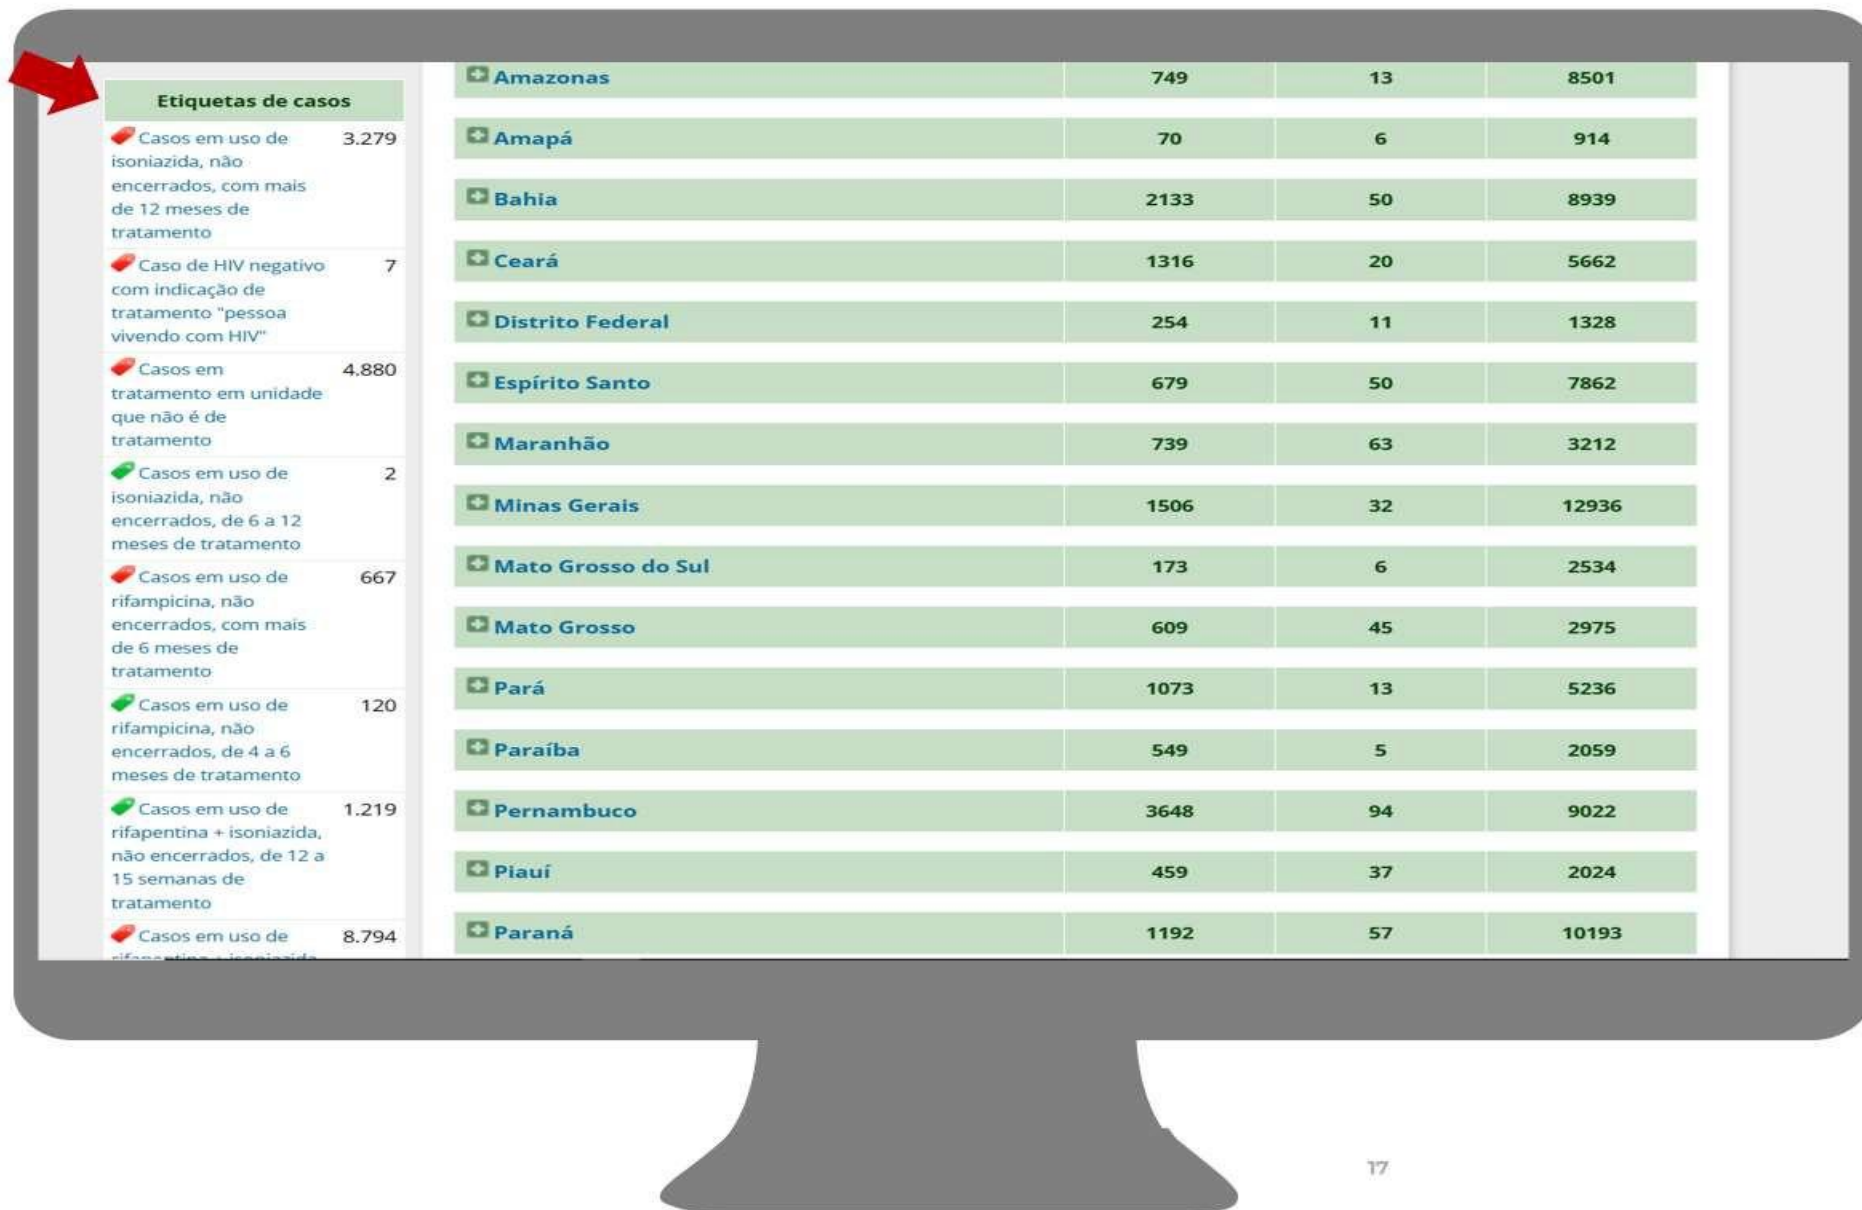 Etiquetas de casos
Casos em uso de 3.279
isoniazida, não
encerrados, com mais
de 12 meses de
tratamento
Caso de HIV negativo 7
com indicação de
tratamento "pessoa
vivendo com HIV"
Casos em 4.880
tratamento em unidade
que não é de
tratamento
Casos em uso de 2
isoniazida, não
encerrados, de 6 a 12
meses de tratamento
Casos em uso de 667
rifampicina, não
encerrados, com mais
de 6 meses de
tratamento
Casos em uso de 120
rifampicina, não
encerrados, de 4 a 6
meses de tratamento
Casos em uso de 1.219
rifapentina + isoniazida,
não encerrados, de 12 a
15 semanas de
tratamento
Casos em uso de 8.794
Amazonas 749 13 8501
Amapá 70 6 914
Bahia 2133 50 8939
Ceará 1316 20 5662
Distrito Federal 254 11 1328
Espírito Santo 679 50 7862
Maranhão 739 63 3212
Minas Gerais 1506 32 12936
Mato Grosso do Sul 173 6 2534
Mato Grosso 609 45 2975
Pará 1073 13 5236
Paraíba 549 5 2059
Pernambuco 3648 94 9022
Piauí 459 37 2024
Paraná 1192 57 10193
17